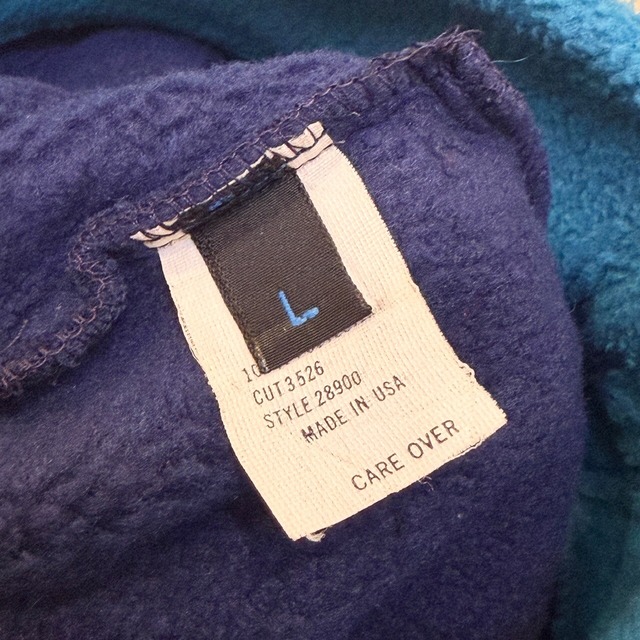 L
CUT 3526
STYLE 28900
MADE IN USA
CARE OVER